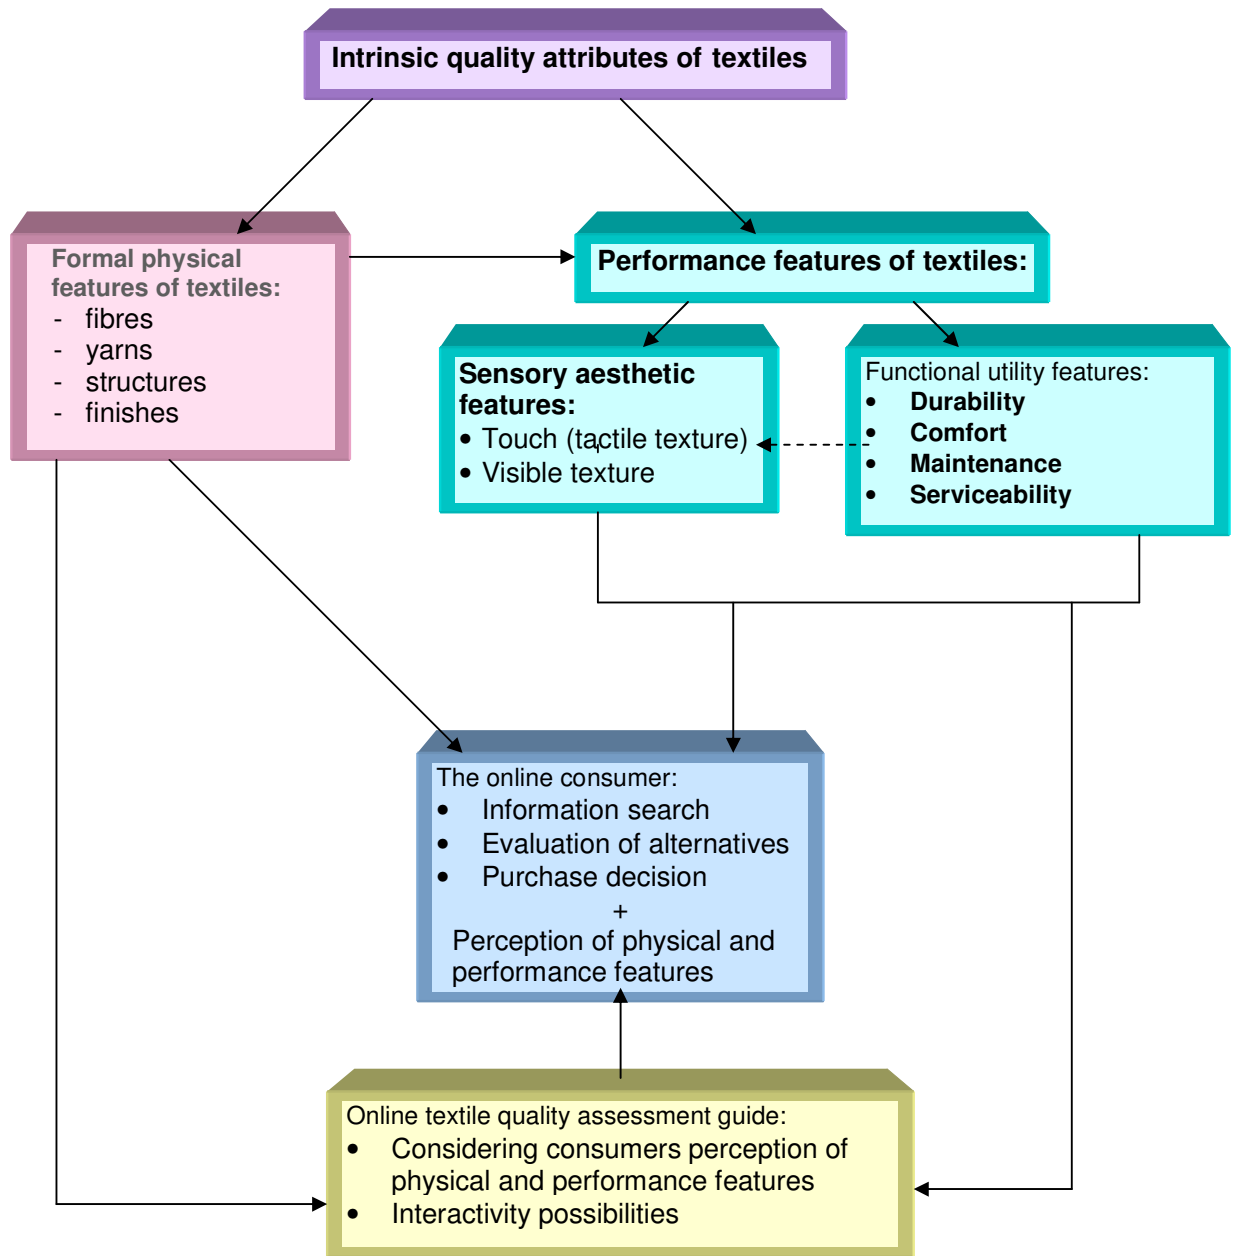 Intrinsic quality attributes of textiles
Formal physical
features of textiles:
- fibres
- yarns
- structures
- finishes
Performance features of textiles:
Sensory aesthetic
features:
• Touch (tactile texture)
• Visible texture
Functional utility features:
• Durability
• Comfort
• Maintenance
• Serviceability
The online consumer:
• Information search
• Evaluation of alternatives
• Purchase decision
+
Perception of physical and
performance features
Online textile quality assessment guide:
• Considering consumers perception of
physical and performance features
• Interactivity possibilities